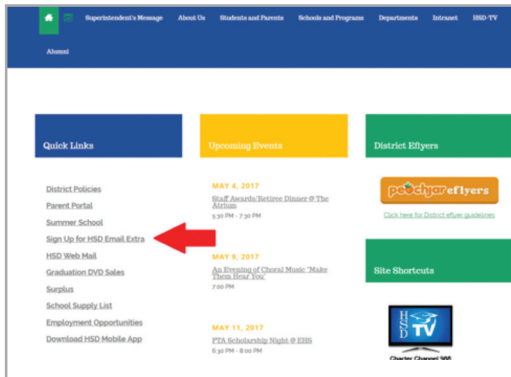 Superintendent's Message About Us Students and Parents Schools and Programs Departments Intranet HSD-TV
Alumni
Quick Links
District Policies
Parent Portal
Summer School
Sign Up for HSD Email Extra
HSD Web Mail
Graduation DVD Sales
Surplus
School Supply List
Employment Opportunities
Download HSD Mobile App
Upcoming Events
MAY 4, 2017
Staff Awards/Retiree Dinner @ The
Atrium
5:30 PM - 7:30 PM
MAY 9, 2017
An Evening of Choral Music "Make
Them Hear You"
7:00 PM
MAY 11, 2017
PTA Scholarship Night @ EHS
6:30 PM - 8:00 PM
District Eflyers
peachjar eflyers
Click here for District eflyer guidelines
Site Shortcuts
HSD TV
Charter Channel 988